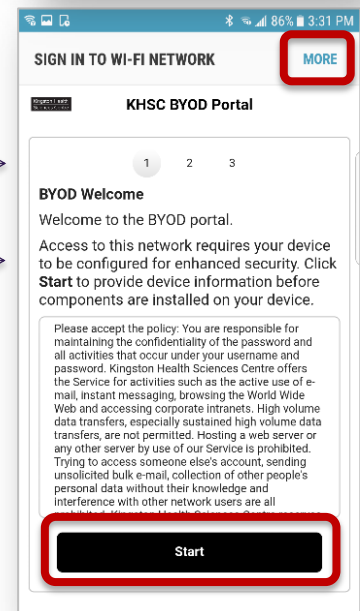 86% 3:31 PM
SIGN IN TO WI-FI NETWORK MORE
KHSC BYOD Portal
1 2 3
BYOD Welcome
Welcome to the BYOD portal.
Access to this network requires your device
to be configured for enhanced security. Click
Start to provide device information before
components are installed on your device.
Please accept the policy: You are responsible for
maintaining the confidentiality of the password and
all activities that occur under your username and
password. Kingston Health Sciences Centre offers
the Service for activities such as the active use of e-
mail, instant messaging, browsing the World Wide
Web and accessing corporate intranets. High volume
data transfers, especially sustained high volume data
transfers, are not permitted. Hosting a web server or
any other server by use of our Service is prohibited.
Trying to access someone else's account, sending
unsolicited bulk e-mail, collection of other people's
personal data without their knowledge and
interference with other network users are all
prohibited. Kingston Health Sciences Centre reserves
Start